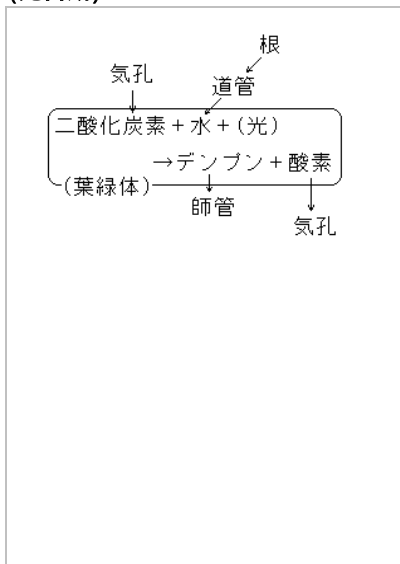 根
気孔
道管
二酸化炭素+水+(光)
→デンプン+酸素
(葉緑体)
師管
気孔